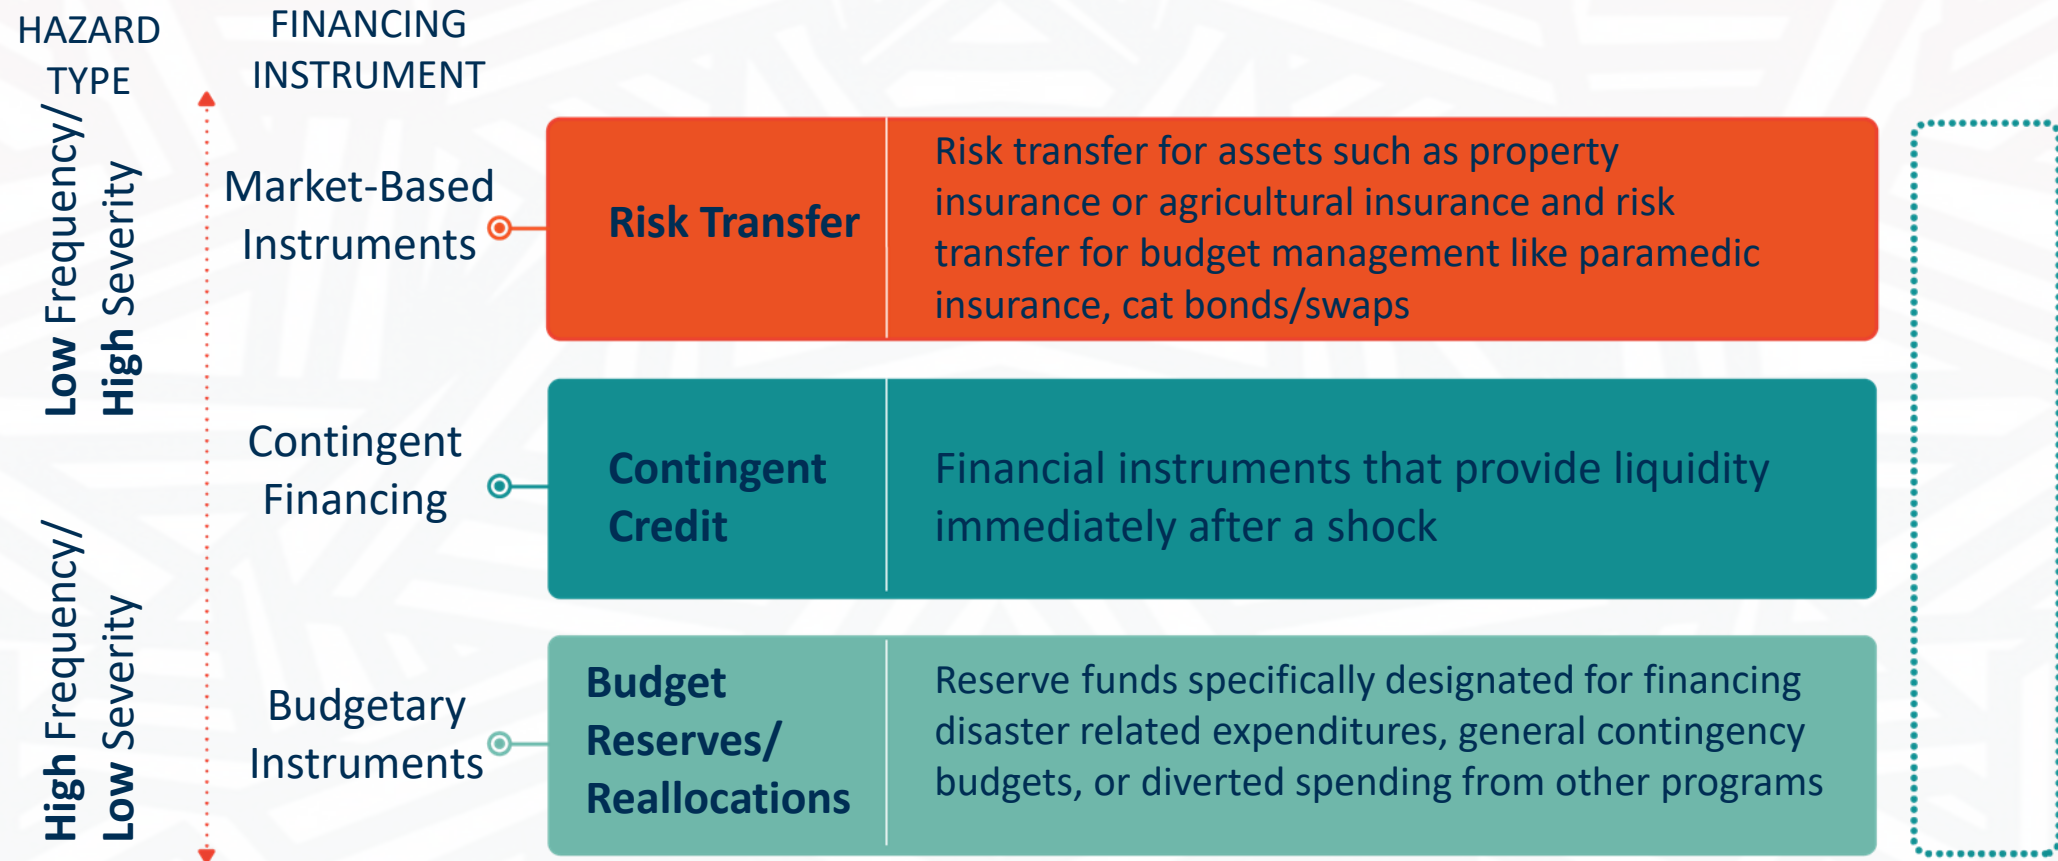 HAZARD
TYPE
FINANCING
INSTRUMENT
Low Frequency/
High Severity
High Frequency/
Low Severity
Market-Based
Instruments
Risk Transfer
Risk transfer for assets such as property
insurance or agricultural insurance and risk
transfer for budget management like paramedic
insurance, cat bonds/swaps
Contingent
Financing
Contingent
Credit
Financial instruments that provide liquidity
immediately after a shock
Budgetary
Instruments
Budget
Reserves/
Reallocations
Reserve funds specifically designated for financing
disaster related expenditures, general contingency
budgets, or diverted spending from other programs